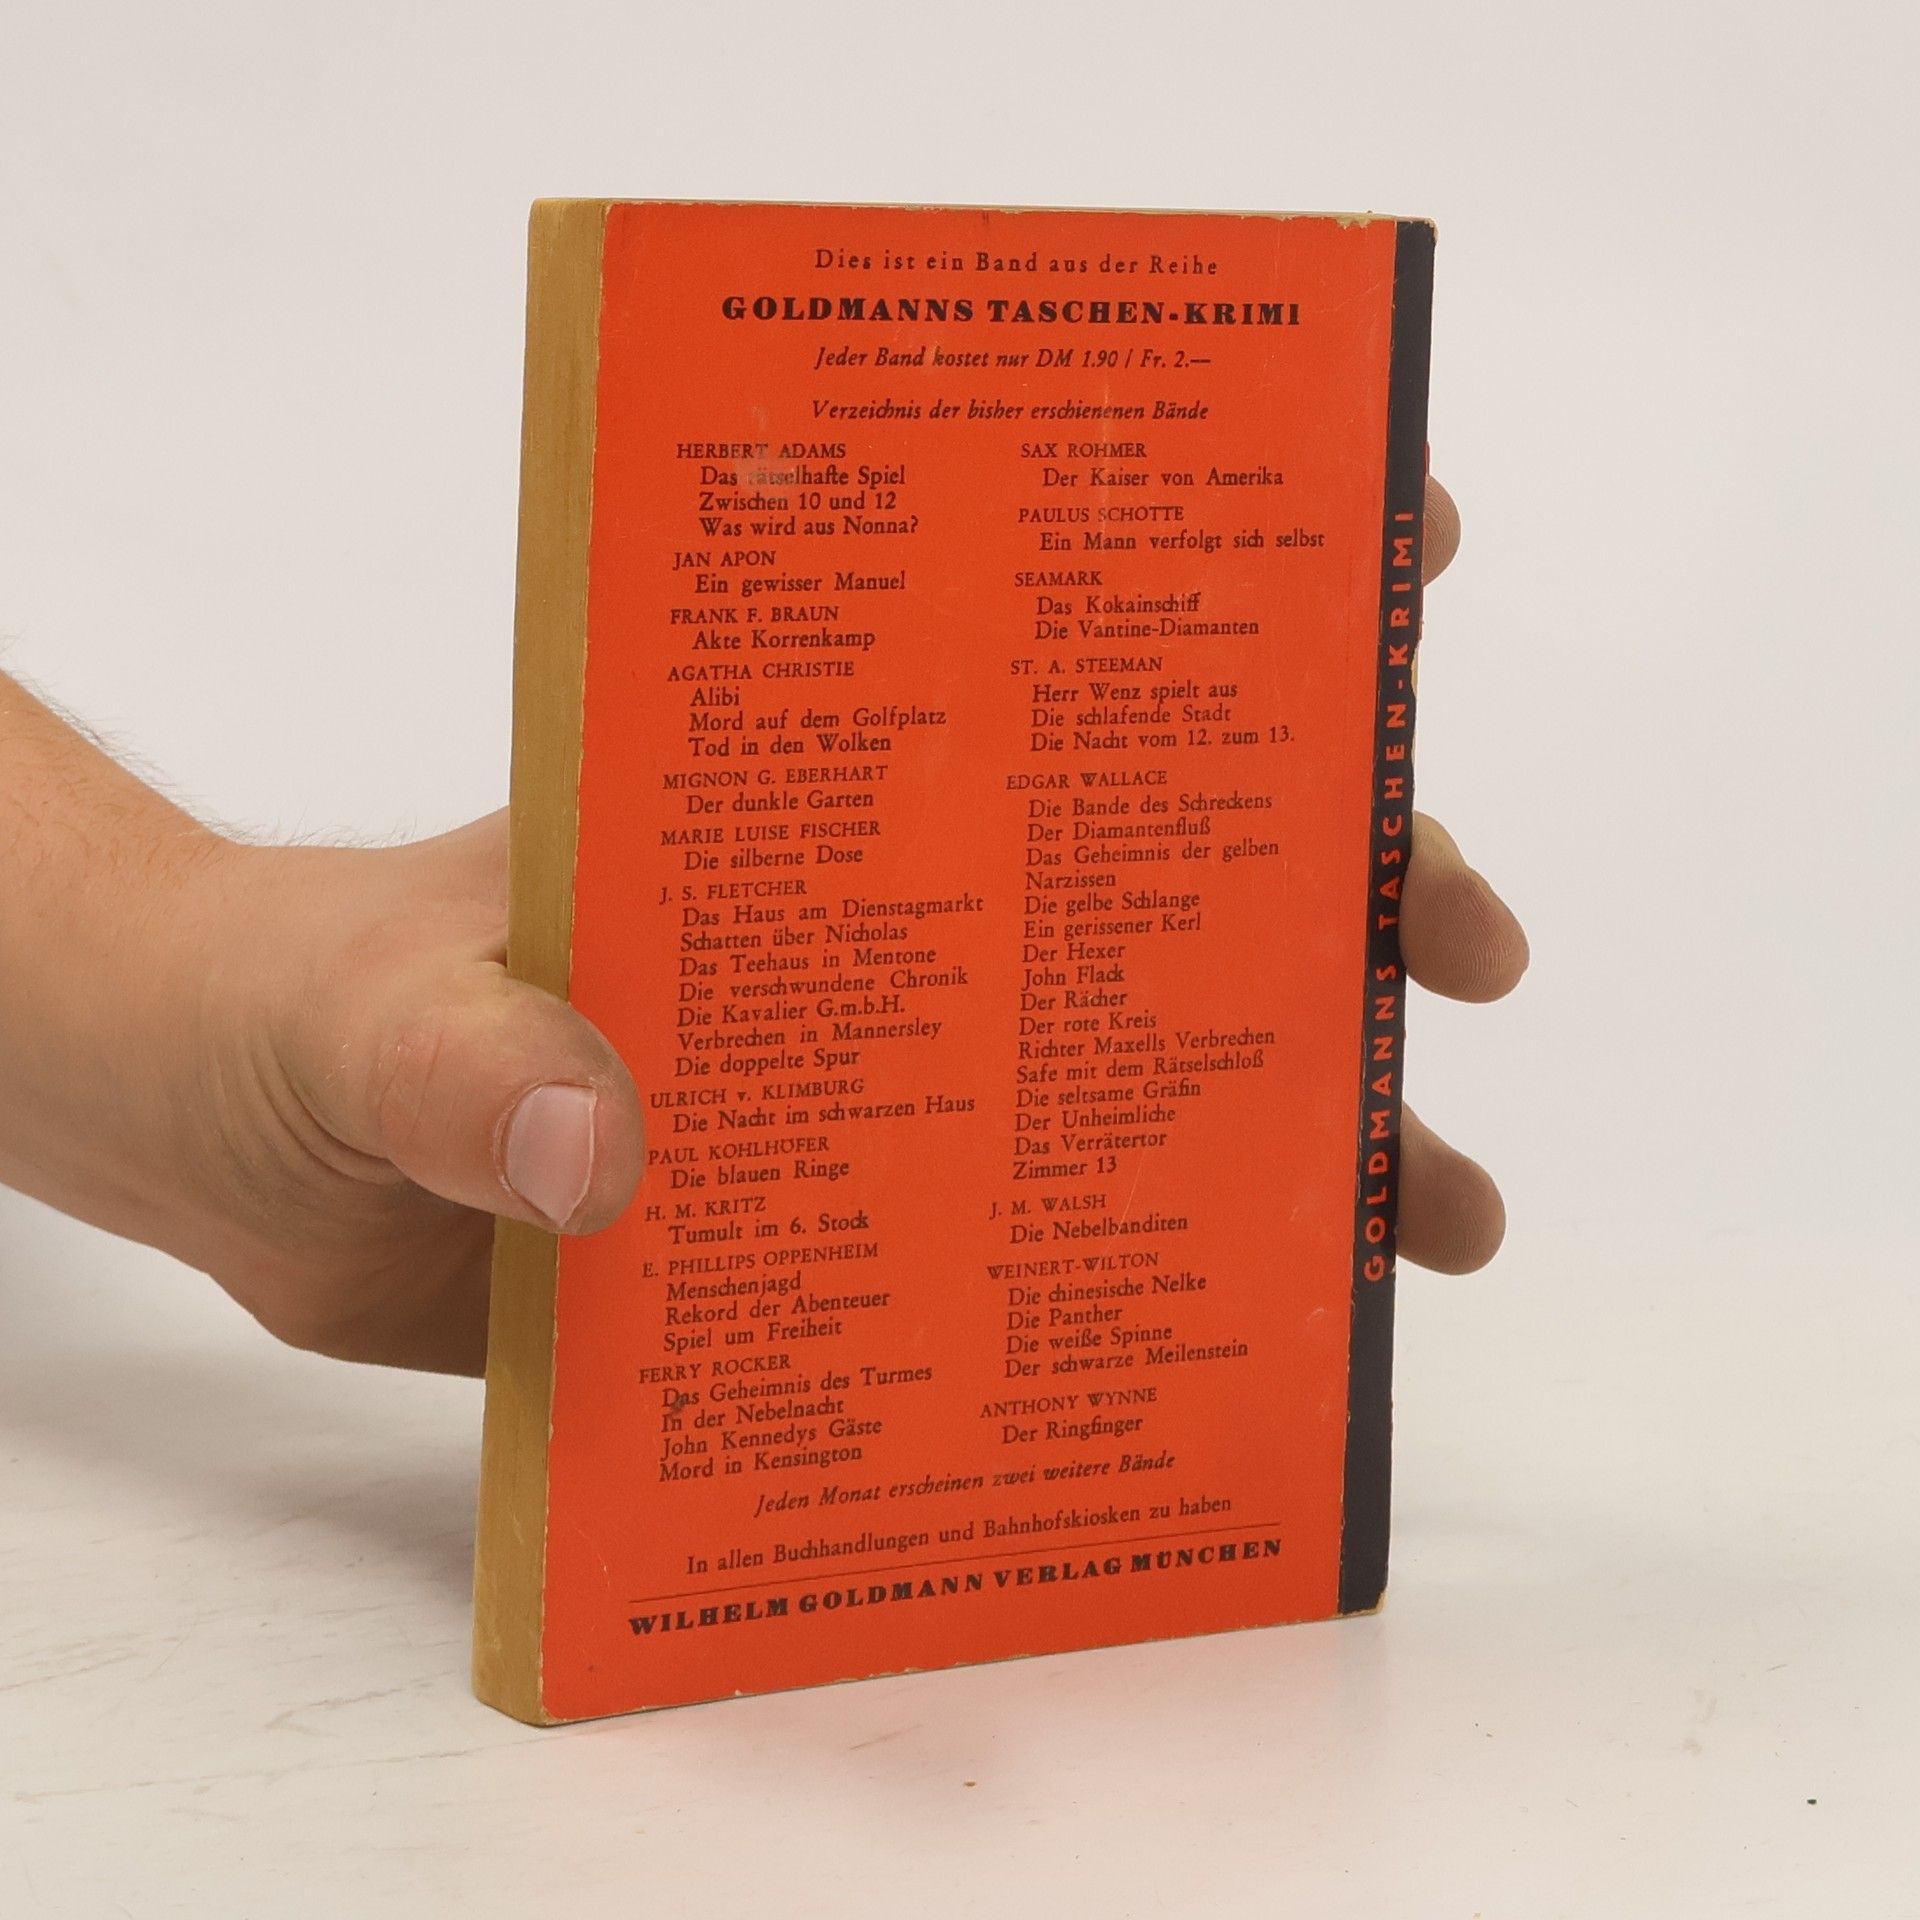 Dies ist ein Band aus der Reihe
GOLDMANNS TASCHEN-KRIMI
Jeder Band kostet nur DM 1.90 / Fr. 2.—
Verzeichnis der bisher erschienenen Bände
HERBERT ADAMS
Das rätselhafte Spiel
Zwischen 10 und 12
Was wird aus Nonna?
JAN APON
Ein gewisser Manuel
FRANK F. BRAUN
Akte Korrenkamp
AGATHA CHRISTIE
Alibi
Mord auf dem Golfplatz
Tod in den Wolken
MIGNON G. EBERHART
Der dunkle Garten
MARIE LUISE FISCHER
Die silberne Dose
J. S. FLETCHER
Das Haus am Dienstagmarkt
Schatten über Nicholas
Das Teehaus in Mentone
Die verschwundene Chronik
Die Kavalier G.m.b.H.
Verbrechen in Mannersley
Die doppelte Spur
ULRICH v. KLIMBURG
Die Nacht im schwarzen Haus
PAUL KOHLHÖFER
Die blauen Ringe
H. M. KRITZ
Tumult im 6. Stock
E. PHILLIPS OPPENHEIM
Menschenjagd
Rekord der Abenteuer
Spiel um Freiheit
FERRY ROCKER
Das Geheimnis des Turmes
In der Nebelnacht
John Kennedys Gäste
Mord in Kensington
SAX ROHMER
Der Kaiser von Amerika
PAULUS SCHOTTE
Ein Mann verfolgt sich selbst
SEAMARK
Das Kokainschiff
Die Vantine-Diamanten
ST. A. STEEMAN
Herr Wenz spielt aus
Die schlafende Stadt
Die Nacht vom 12. zum 13.
EDGAR WALLACE
Die Bande des Schreckens
Der Diamantenfluß
Das Geheimnis der gelben
Narzissen
Die gelbe Schlange
Ein gerissener Kerl
Der Hexer
John Flack
Der Rächer
Der rote Kreis
Richter Maxells Verbrechen
Safe mit dem Rätselschloß
Die seltsame Gräfin
Der Unheimliche
Das Verrätertor
Zimmer 13
J. M. WALSH
Die Nebelbanditen
WEINERT-WILTON
Die chinesische Nelke
Die Panther
Die weiße Spinne
Der schwarze Meilenstein
ANTHONY WYNNE
Der Ringfinger
Jeden Monat erscheinen zwei weitere Bände
In allen Buchhandlungen und Bahnhofskiosken zu haben
WILHELM GOLDMANN VERLAG MÜNCHEN
GOLDMANNS TASCHEN-KRIMI